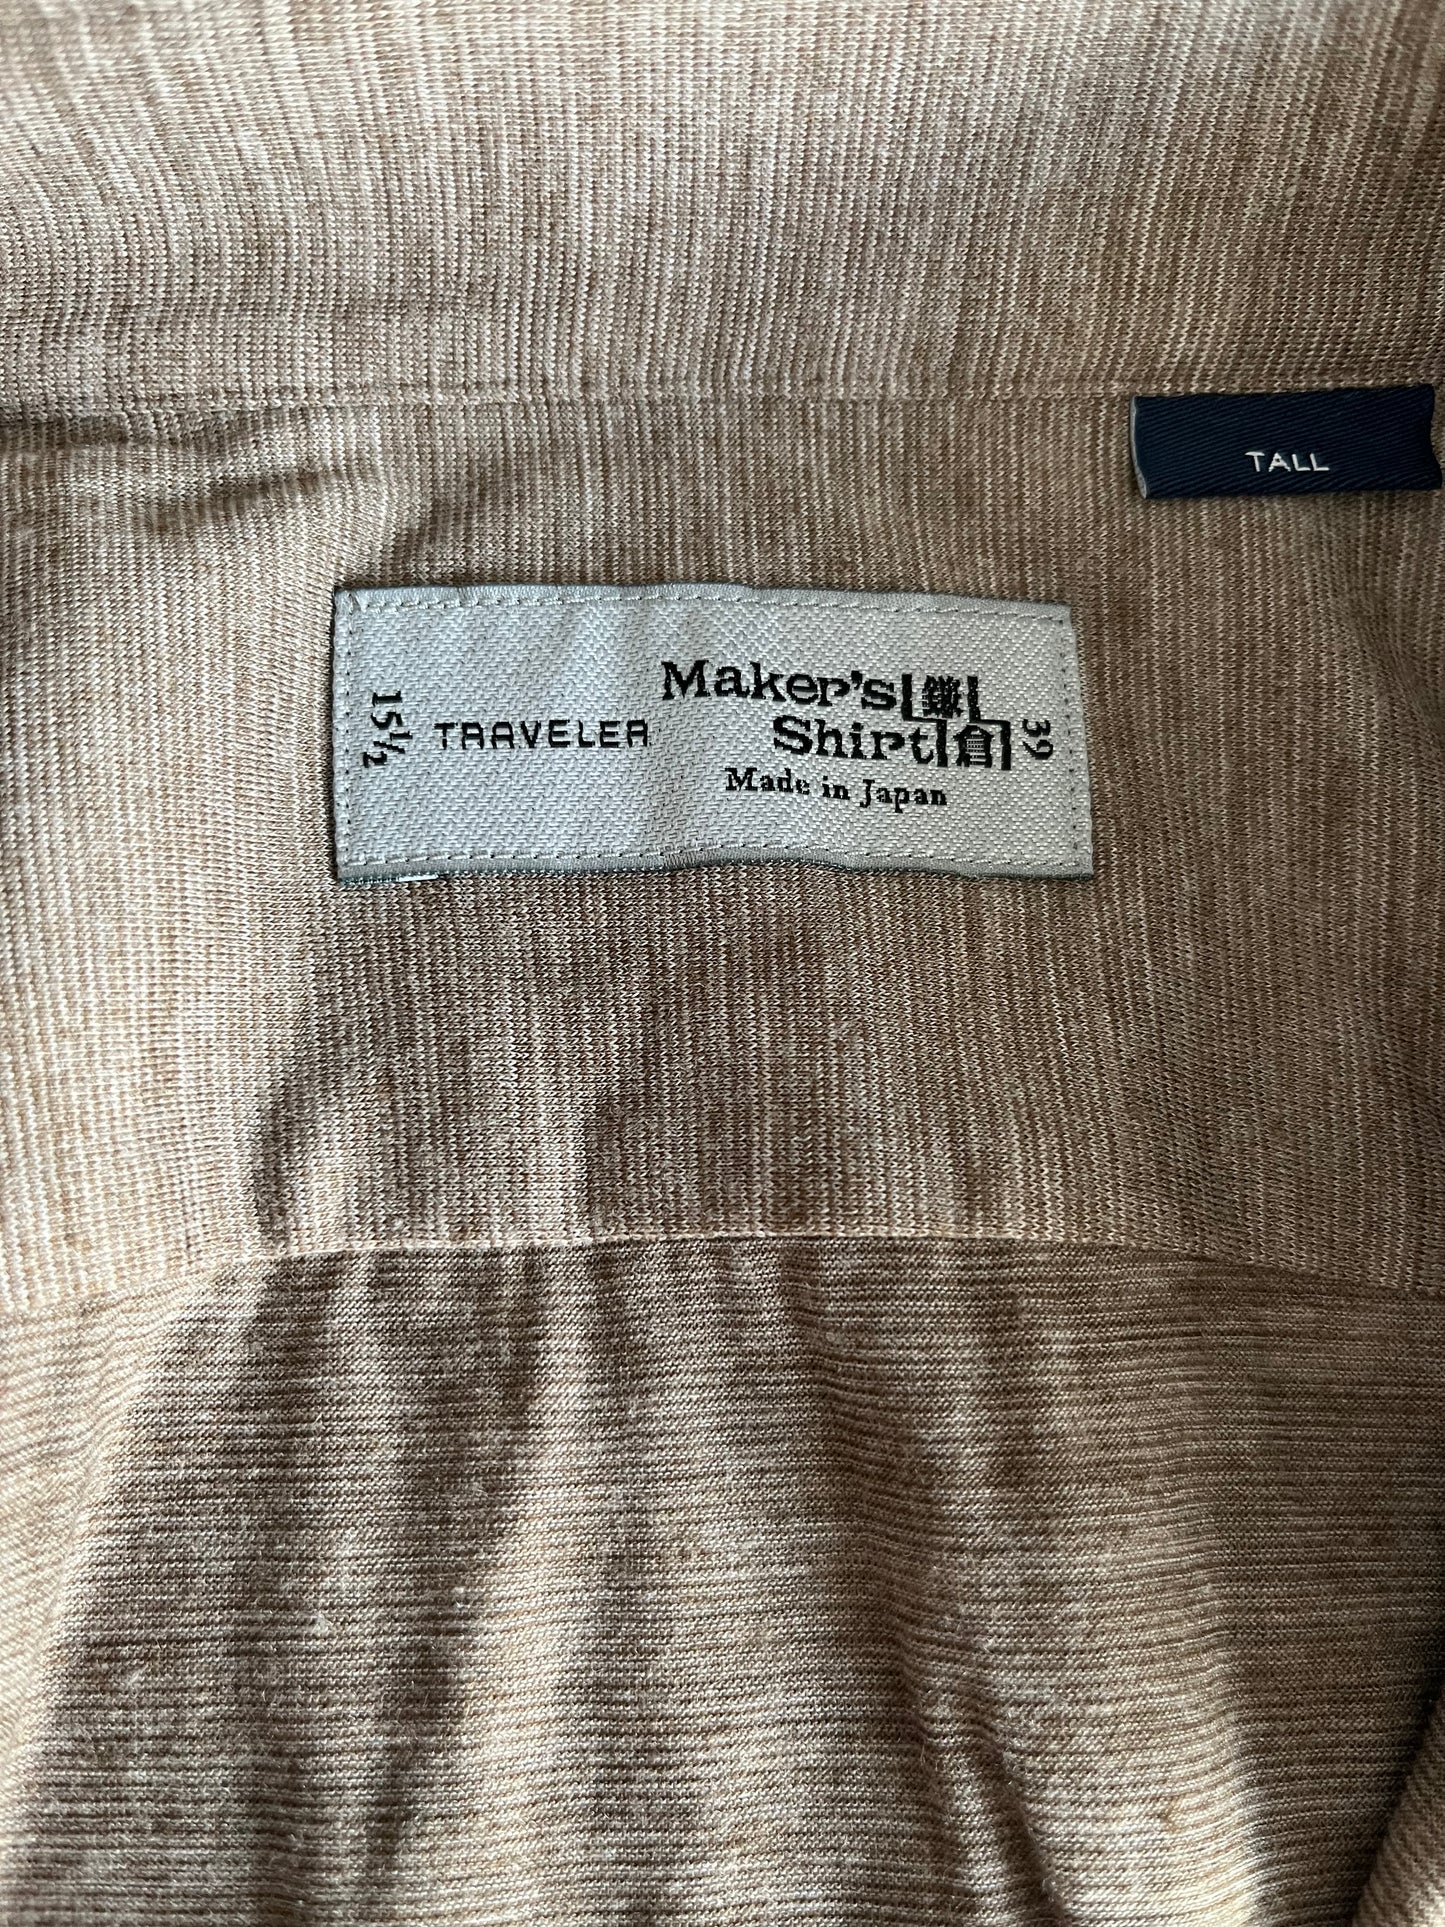 TALL
15½
TRAVELER
Maker's 鎌
Shirt 倉
39
Made in Japan